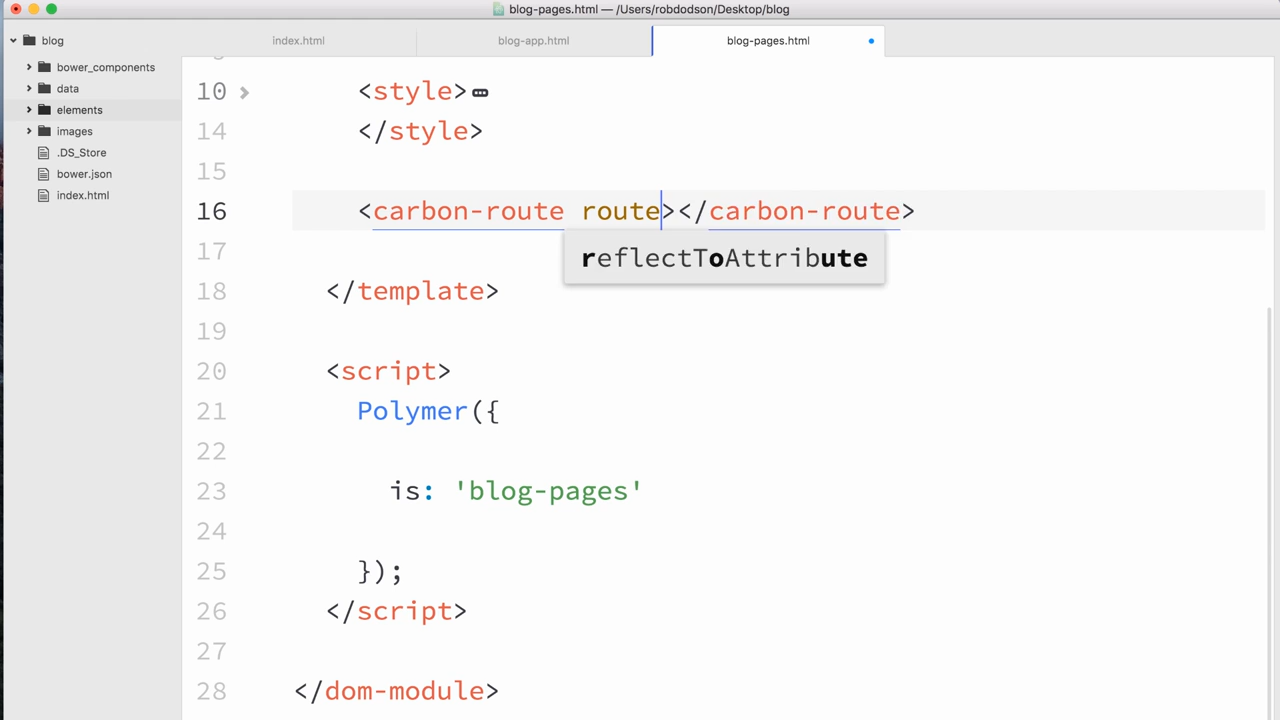 blog-pages.html — /Users/robdodson/Desktop/blog
blog
index.html
blog-app.html
blog-pages.html
bower_components
data
elements
images
.DS_Store
bower.json
index.html
10 <style>
14 </style>
15
16 <carbon-route route></carbon-route>
reflectToAttribute
17
18 </template>
19
20 <script>
21 Polymer({
22
23 is: 'blog-pages'
24
25 });
26 </script>
27
28 </dom-module>